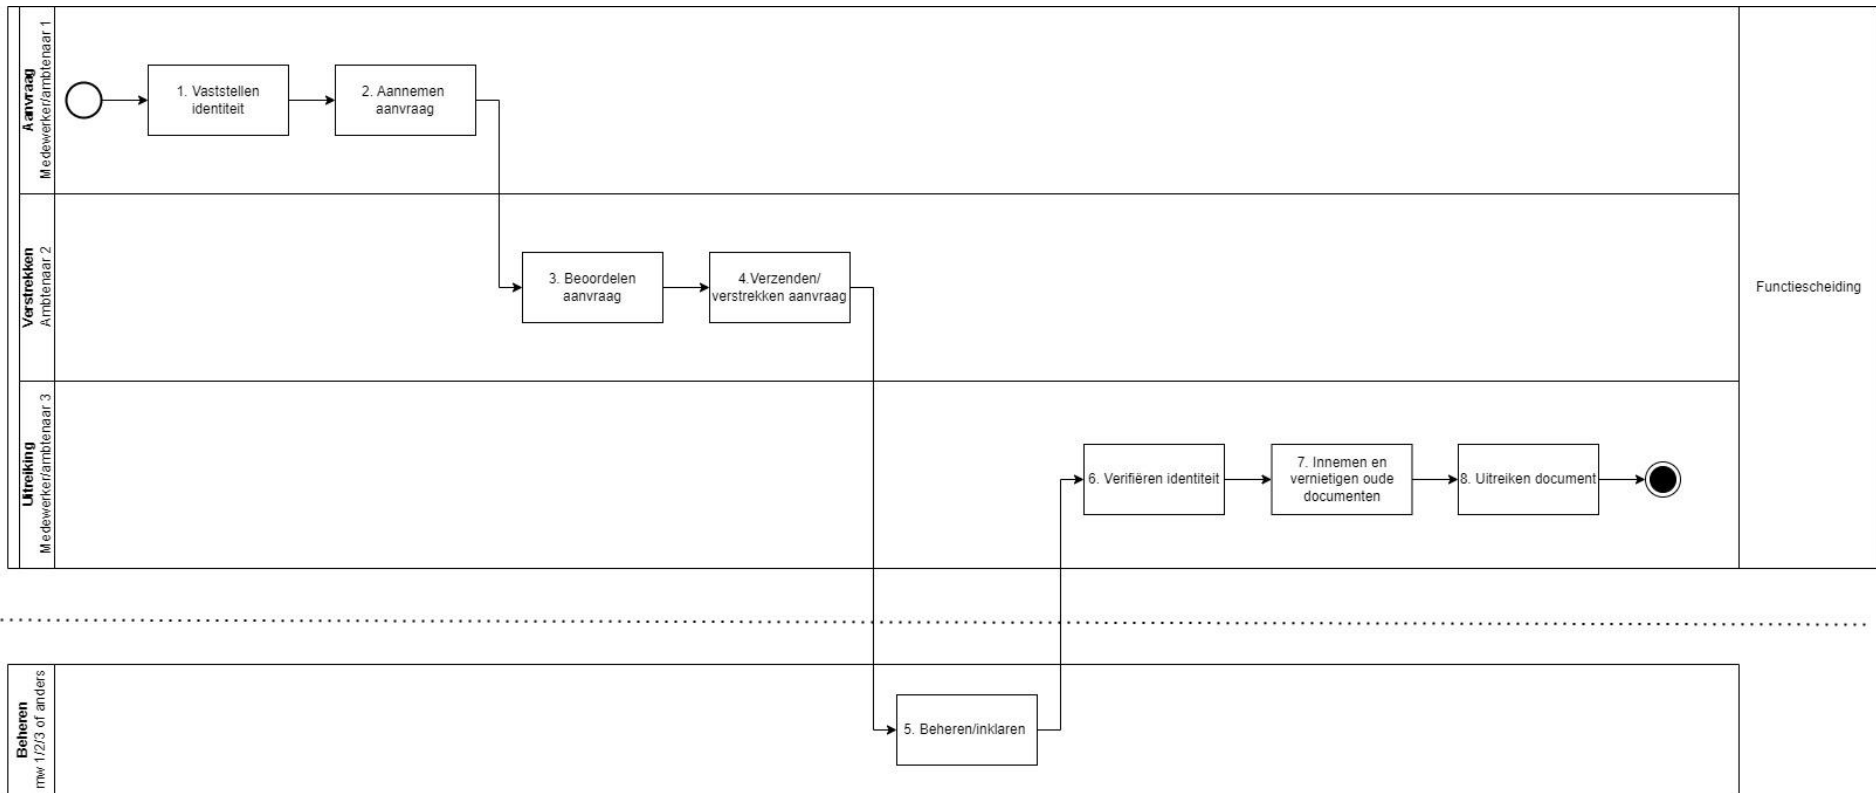 Aanvraag
Medewerker/ambtenaar 1
1. Vaststellen
identiteit
2. Aannemen
aanvraag
Verstrekken
Ambtenaar 2
3. Beoordelen
aanvraag
4.Verzenden/
verstrekken aanvraag
Functiescheiding
Uitreiking
Medewerker/ambtenaar 3
6. Verifiëren identiteit
7. Innemen en
vernietigen oude
documenten
8. Uitreiken document
Beheren
mw 1/2/3 of anders
5. Beheren/inklaren